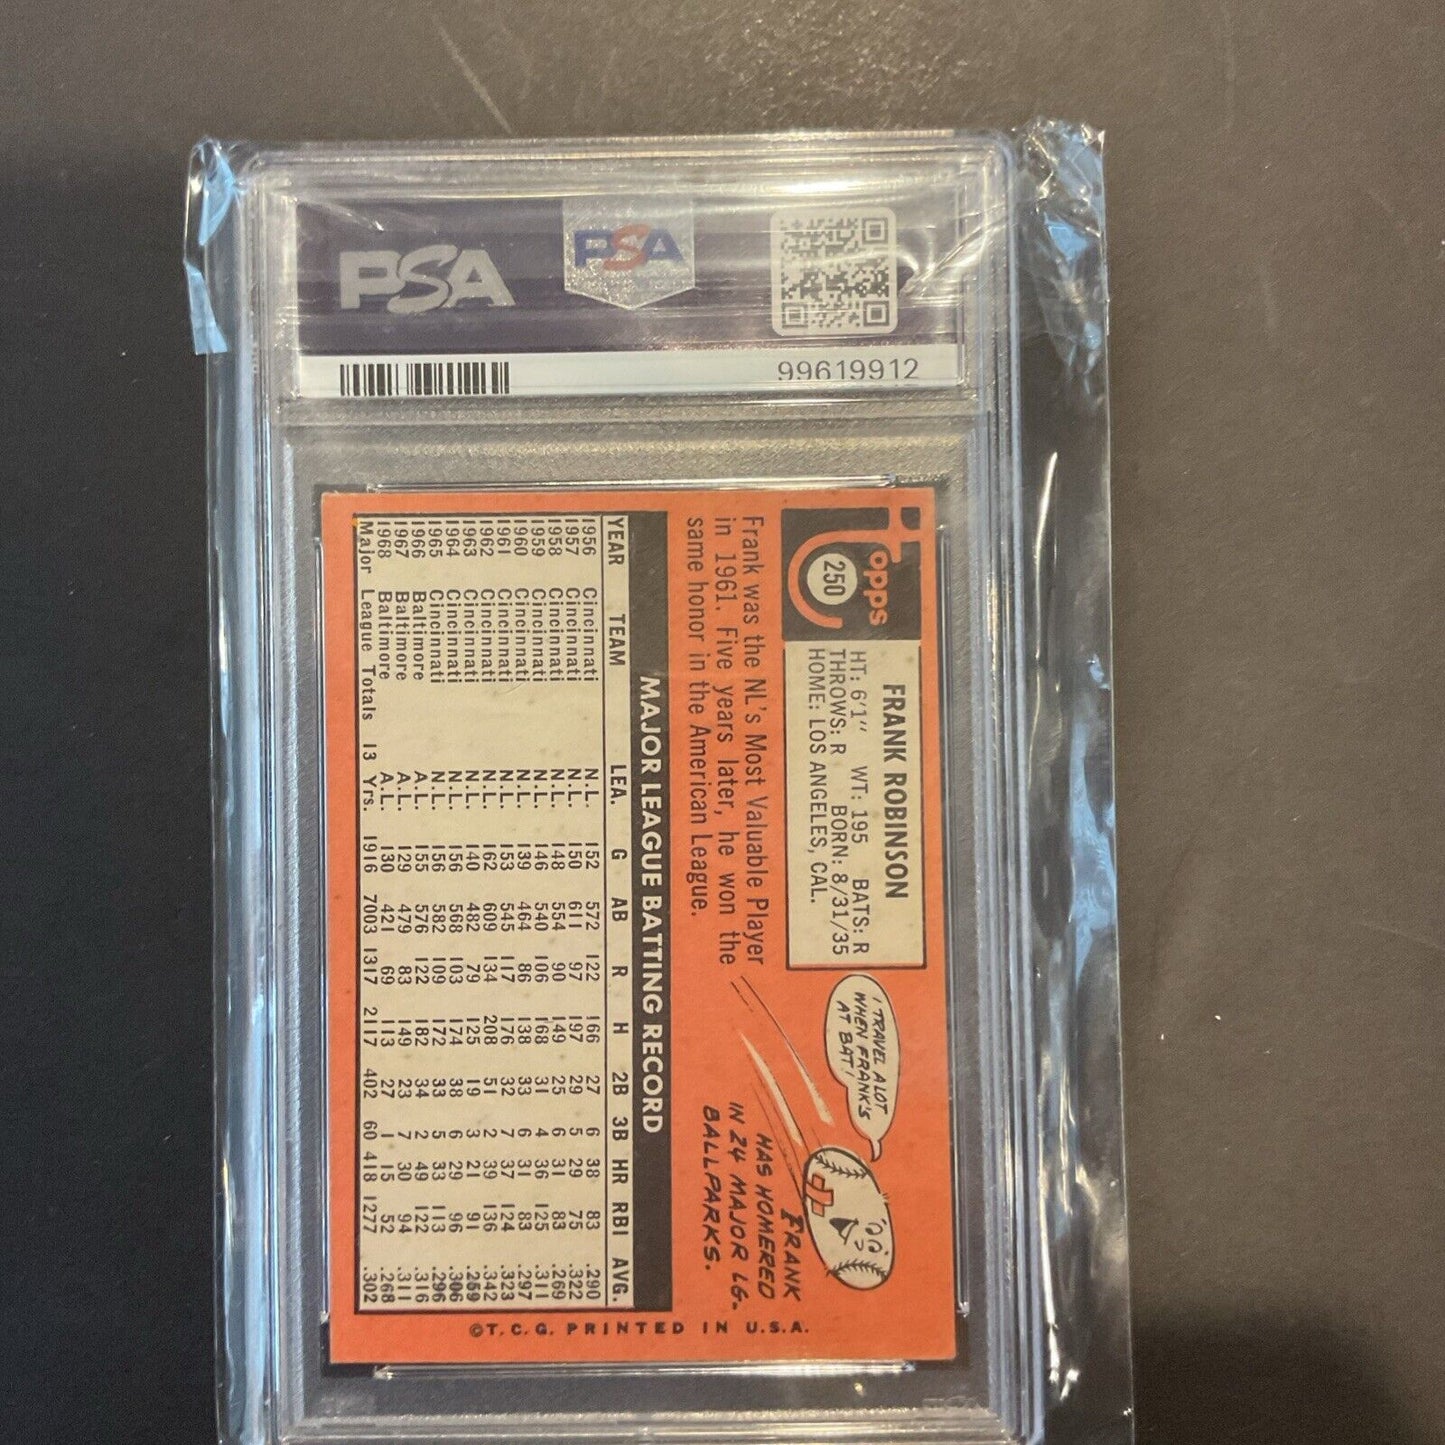 PSA
PSA
99619912
Topps
250
FRANK ROBINSON
HT: 6'1" WT: 195 BATS: R
THROWS: R BORN: 8/31/35
HOME: LOS ANGELES, CAL.
Frank was the NL's Most Valuable Player
in 1961. Five years later, he won the
same honor in the American League.
I TRAVEL A LOT
WHEN FRANK'S
AT BAT!
FRANK
HAS HOMERED
IN 24 MAJOR LG.
BALLPARKS.
MAJOR LEAGUE BATTING RECORD
YEAR TEAM LEA. G AB R H 2B 3B HR RBI AVG.
1956 Cincinnati N.L. 152 572 122 166 27 6 38 83 .290
1957 Cincinnati N.L. 150 611 97 197 29 5 29 75 .322
1958 Cincinnati N.L. 148 554 90 149 25 6 31 83 .269
1959 Cincinnati N.L. 146 540 106 168 31 4 36 125 .311
1960 Cincinnati N.L. 139 464 86 138 33 6 31 83 .297
1961 Cincinnati N.L. 153 545 117 176 32 7 37 124 .323
1962 Cincinnati N.L. 162 609 134 208 51 2 39 136 .342
1963 Cincinnati N.L. 140 482 79 125 19 3 21 91 .259
1964 Cincinnati N.L. 156 568 103 174 38 6 29 96 .306
1965 Cincinnati N.L. 156 582 109 172 33 5 33 113 .296
1966 Baltimore A.L. 155 576 122 182 34 2 49 122 .316
1967 Baltimore A.L. 129 479 83 149 23 7 30 94 .311
1968 Baltimore A.L. 130 421 69 113 27 1 15 52 .268
Major League Totals 13 Yrs. 1916 7003 1317 2117 402 60 418 1277 .302
©T.C.G. PRINTED IN U.S.A.